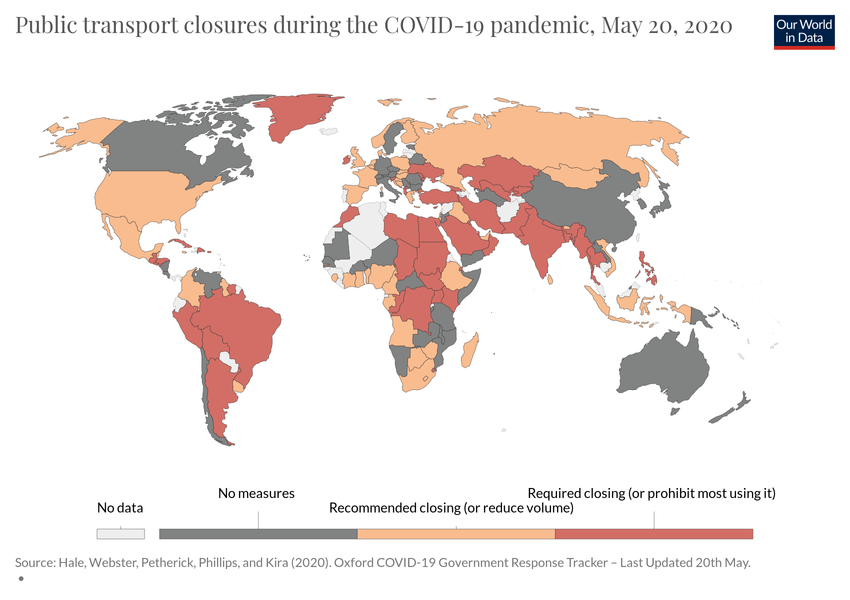 Public transport closures during the COVID-19 pandemic, May 20, 2020
Our World
in Data
No data
No measures
Recommended closing (or reduce volume)
Required closing (or prohibit most using it)
Source: Hale, Webster, Petherick, Phillips, and Kira (2020). Oxford COVID-19 Government Response Tracker – Last Updated 20th May.